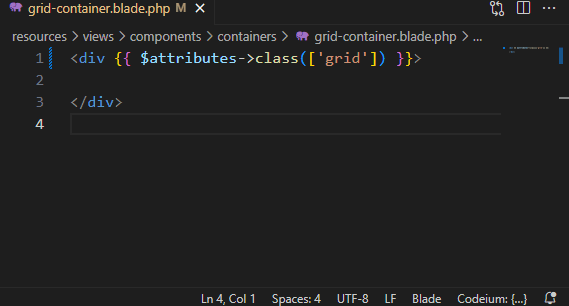 grid-container.blade.php M
resources > views > components > containers > grid-container.blade.php > ...
1 <div {{ $attributes->class(['grid']) }}>
2
3 </div>
4
Ln 4, Col 1 Spaces: 4 UTF-8 LF Blade Codeium: {...}